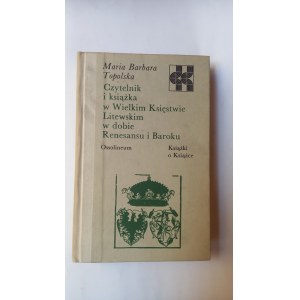 Maria Barbara
Topolska
Czytelnik
i książka
w Wielkim Księstwie
Litewskim
w dobie
Renesansu i Baroku
Ossolineum
Książki
o Książce